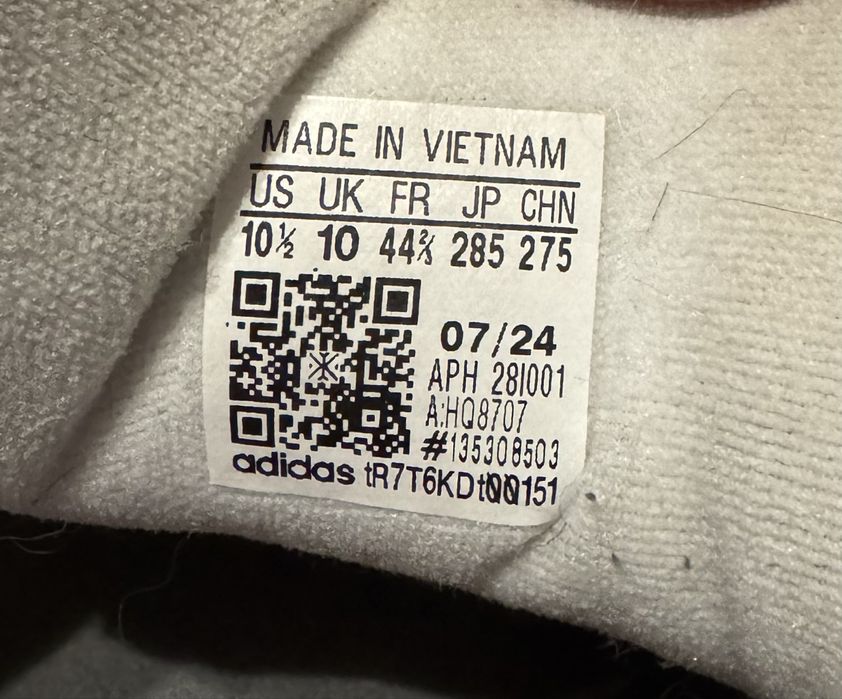 MADE IN VIETNAM
US UK FR JP CHN
10½ 10 44⅔ 285 275
07/24
APH 28I001
A:HQ8707
#135308503
adidas tR7T6KDt00151